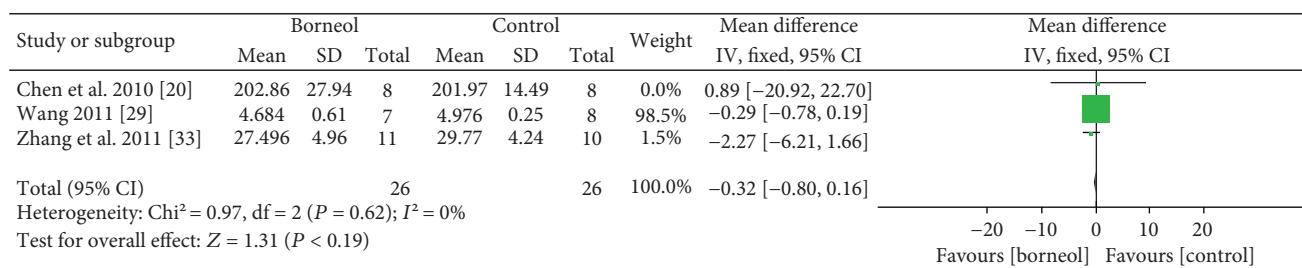 Study or subgroup Borneol Control Weight Mean difference Mean difference
Mean SD Total Mean SD Total IV, fixed, 95% CI IV, fixed, 95% CI
Chen et al. 2010 [20] 202.86 27.94 8 201.97 14.49 8 0.0% 0.89 [−20.92, 22.70]
Wang 2011 [29] 4.684 0.61 7 4.976 0.25 8 98.5% −0.29 [−0.78, 0.19]
Zhang et al. 2011 [33] 27.496 4.96 11 29.77 4.24 10 1.5% −2.27 [−6.21, 1.66]
Total (95% CI) 26 26 100.0% −0.32 [−0.80, 0.16]
Heterogeneity: Chi² = 0.97, df = 2 (P = 0.62); I² = 0%
Test for overall effect: Z = 1.31 (P < 0.19)
−20 −10 0 10 20
Favours [borneol] Favours [control]